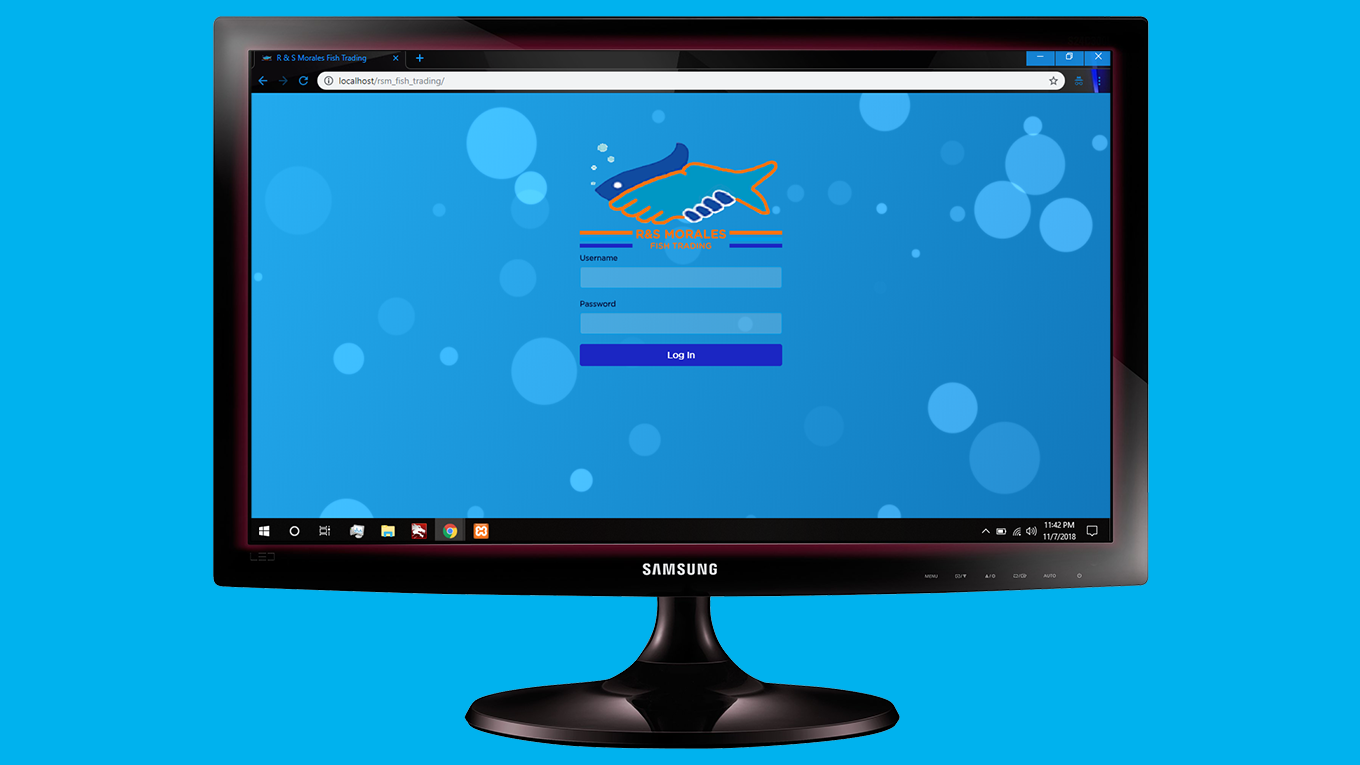 R & S Morales Fish Trading
localhost/rsm_fish_trading/
R&S MORALES
FISH TRADING
Username
Password
Log In
11:42 PM
11/7/2018
LED
SAMSUNG
MENU
AUTO